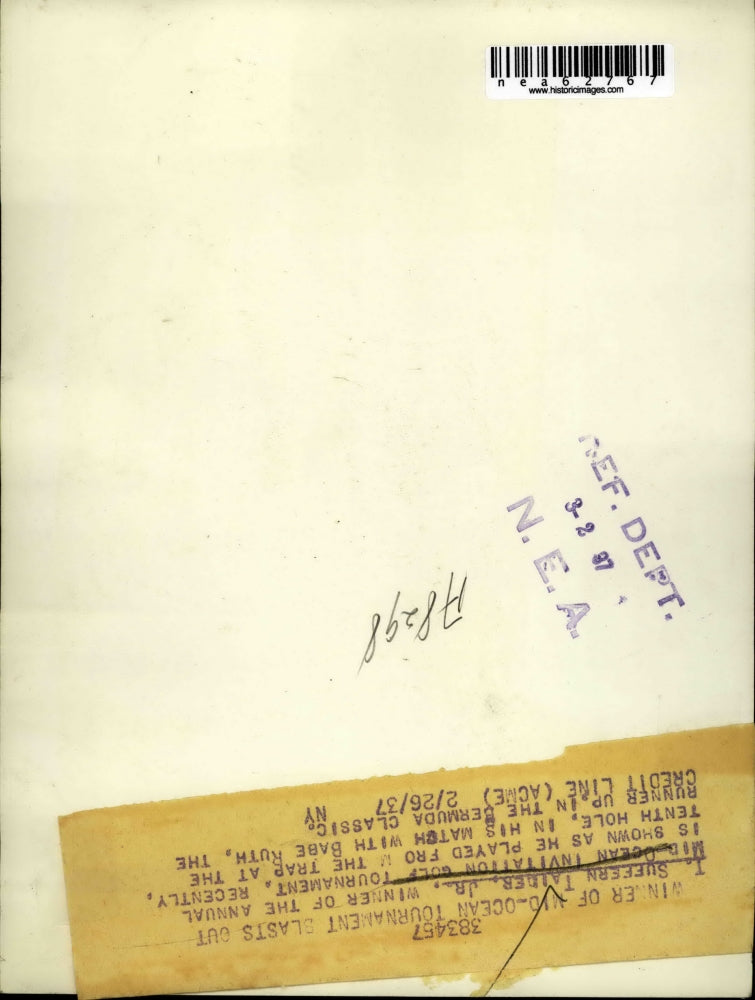 nea62767
www.historicimages.com
REF. DEPT.
3-2 37
N. E. A.
A8298
383457
WINNER OF MID-OCEAN TOURNAMENT BLASTS OUT
T SUFFERN TAILER, JR., WINNER OF THE ANNUAL
MID-OCEAN INVITATION GOLF TOURNAMENT, RECENTLY,
IS SHOWN AS HE PLAYED FRO M THE TRAP AT THE
TENTH HOLE, IN HIS MATCH WITH BABE RUTH, THE
RUNNER UP, IN THE BERMUDA CLASSIC.
CREDIT LINE (ACME) 2/26/37 NY